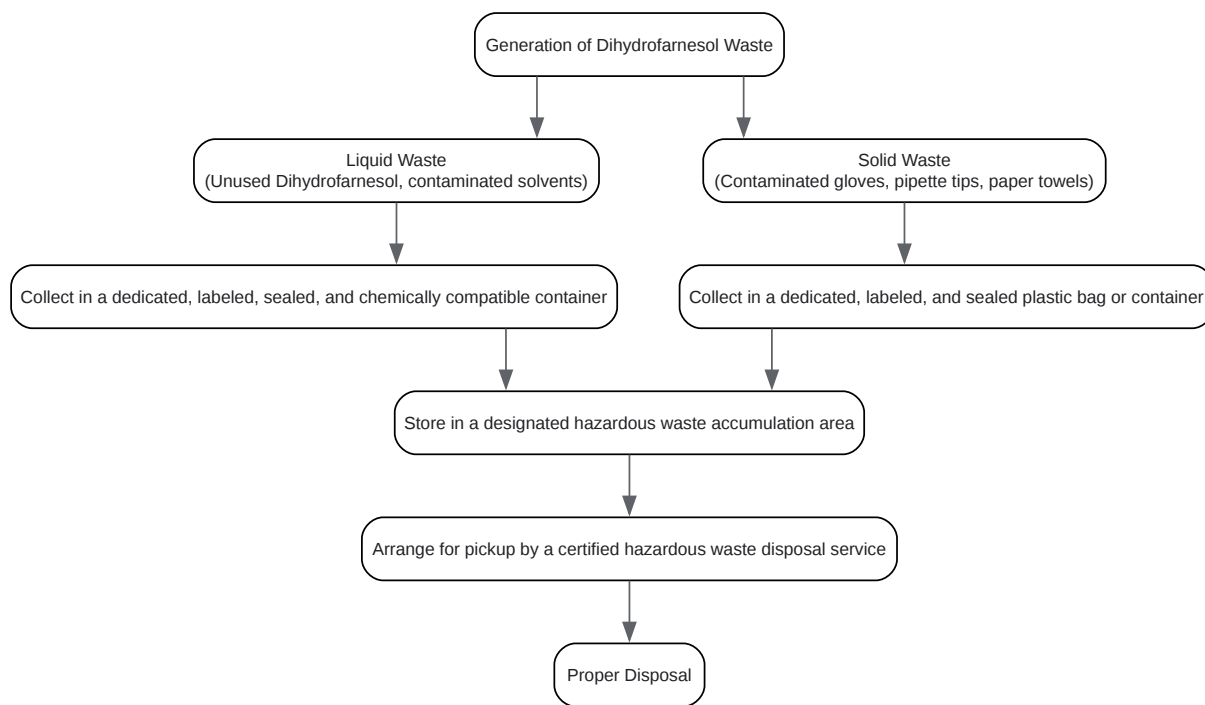 Generation of Dihydrofarnesol Waste
Liquid Waste
(Unused Dihydrofarnesol, contaminated solvents)
Solid Waste
(Contaminated gloves, pipette tips, paper towels)
Collect in a dedicated, labeled, sealed, and chemically compatible container
Collect in a dedicated, labeled, and sealed plastic bag or container
Store in a designated hazardous waste accumulation area
Arrange for pickup by a certified hazardous waste disposal service
Proper Disposal